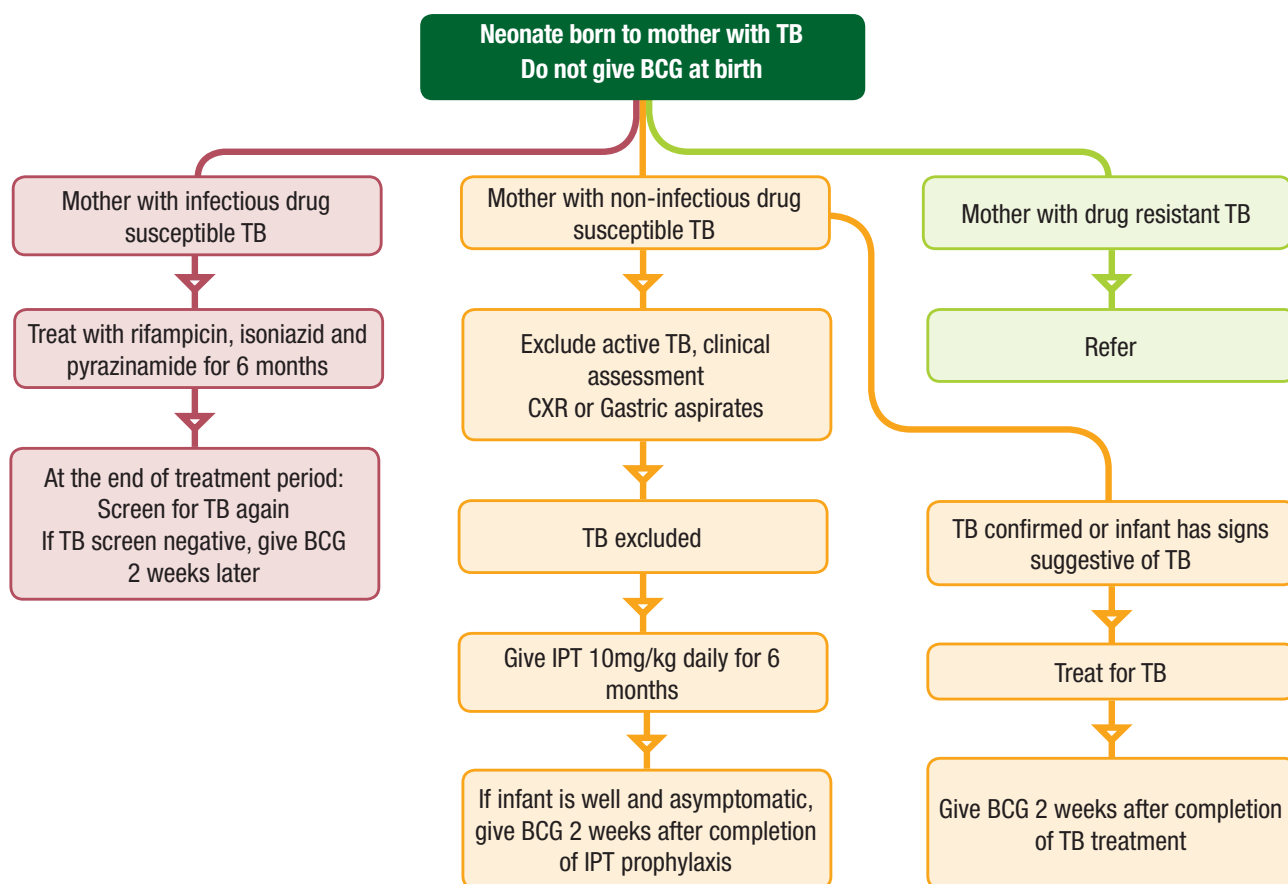 Neonate born to mother with TB
Do not give BCG at birth
Mother with infectious drug
susceptible TB
Treat with rifampicin, isoniazid and
pyrazinamide for 6 months
At the end of treatment period:
Screen for TB again
If TB screen negative, give BCG
2 weeks later
Mother with non-infectious drug
susceptible TB
Exclude active TB, clinical
assessment
CXR or Gastric aspirates
TB excluded
Give IPT 10mg/kg daily for 6
months
If infant is well and asymptomatic,
give BCG 2 weeks after completion
of IPT prophylaxis
TB confirmed or infant has signs
suggestive of TB
Treat for TB
Give BCG 2 weeks after completion
of TB treatment
Mother with drug resistant TB
Refer